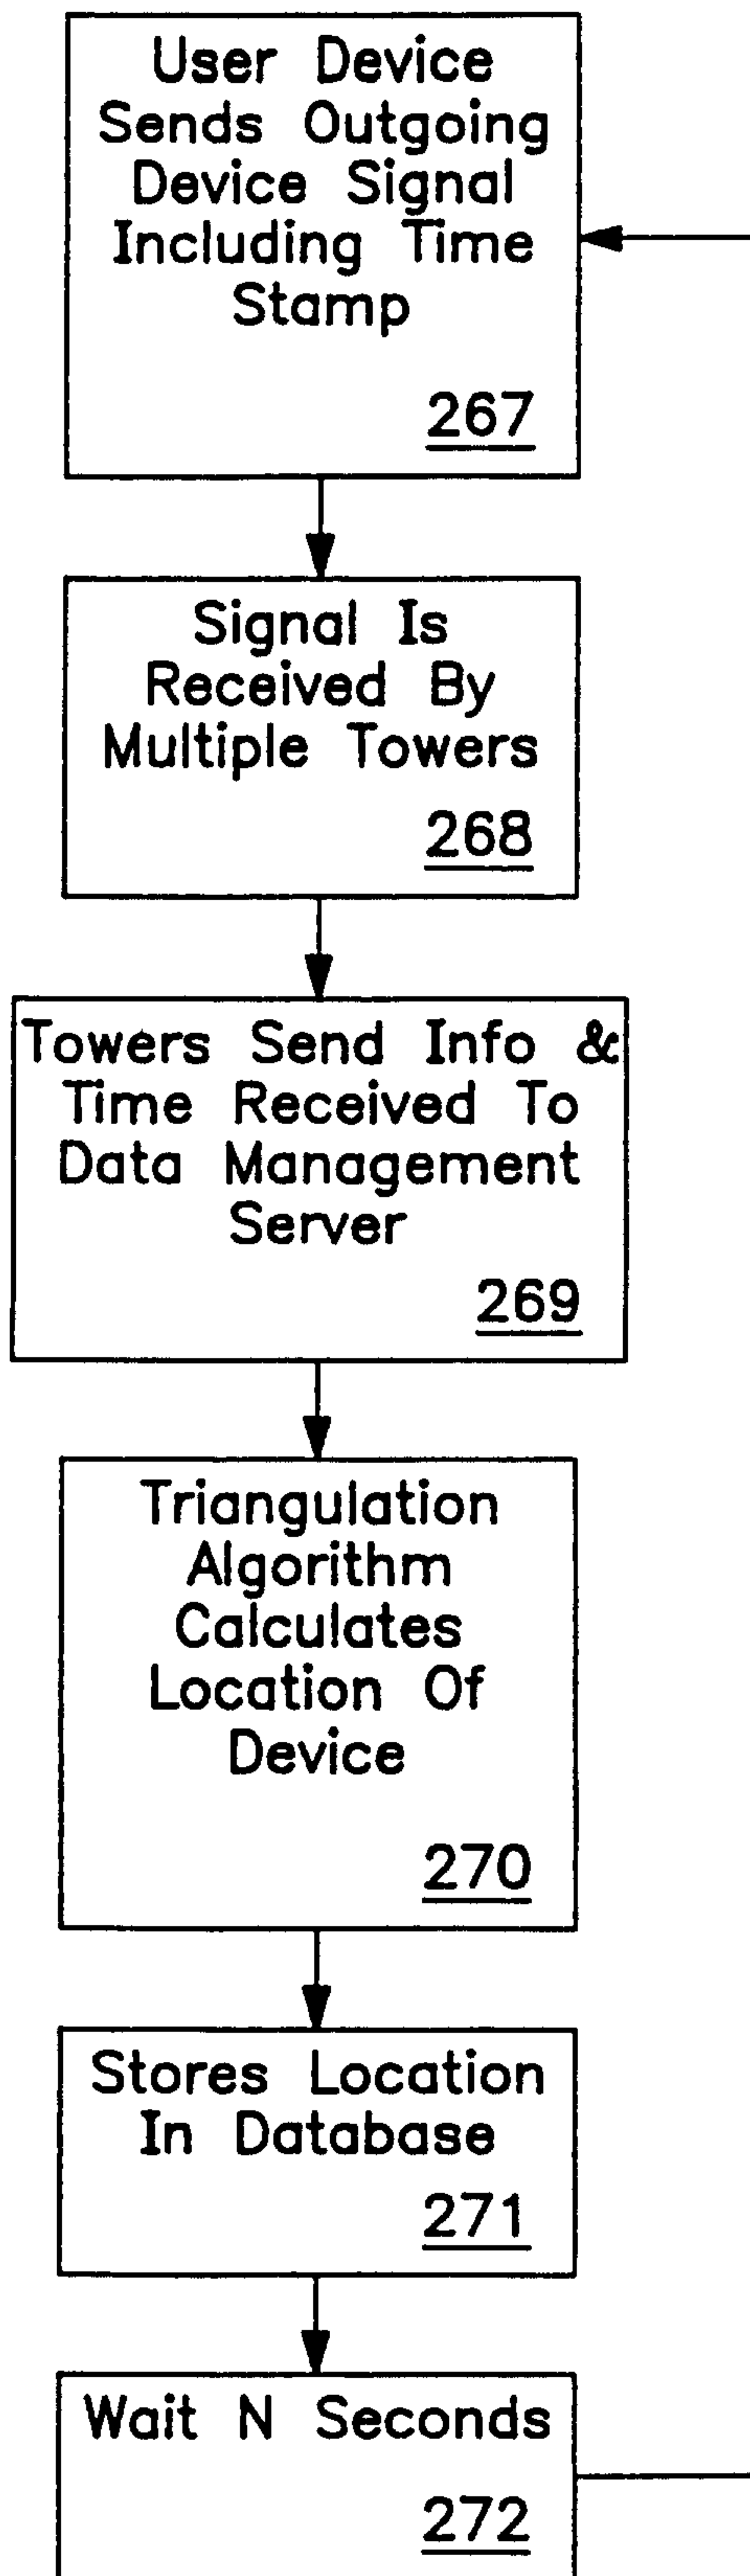 User Device
Sends Outgoing
Device Signal
Including Time
Stamp
267
Signal Is
Received By
Multiple Towers
268
Towers Send Info &
Time Received To
Data Management
Server
269
Triangulation
Algorithm
Calculates
Location Of
Device
270
Stores Location
In Database
271
Wait N Seconds
272